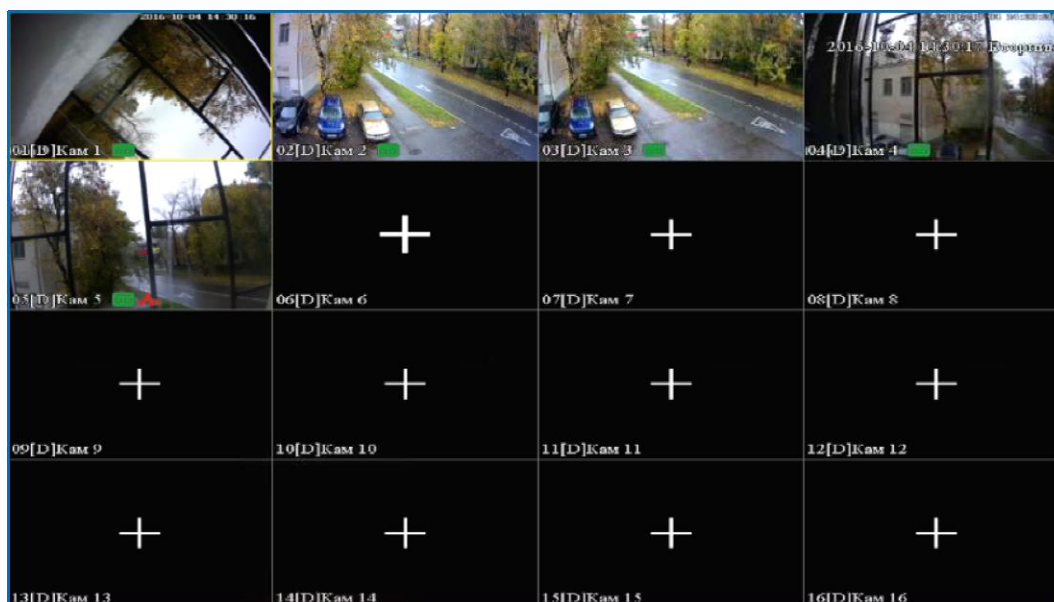 2016-10-04 14:30:16
01[D]Кам 1
02[D]Кам 2
03[D]Кам 3
2016-10-04 13:30:17
04[D]Кам 4
05[D]Кам 5
06[D]Кам 6
07[D]Кам 7
08[D]Кам 8
09[D]Кам 9
10[D]Кам 10
11[D]Кам 11
12[D]Кам 12
13[D]Кам 13
14[D]Кам 14
15[D]Кам 15
16[D]Кам 16